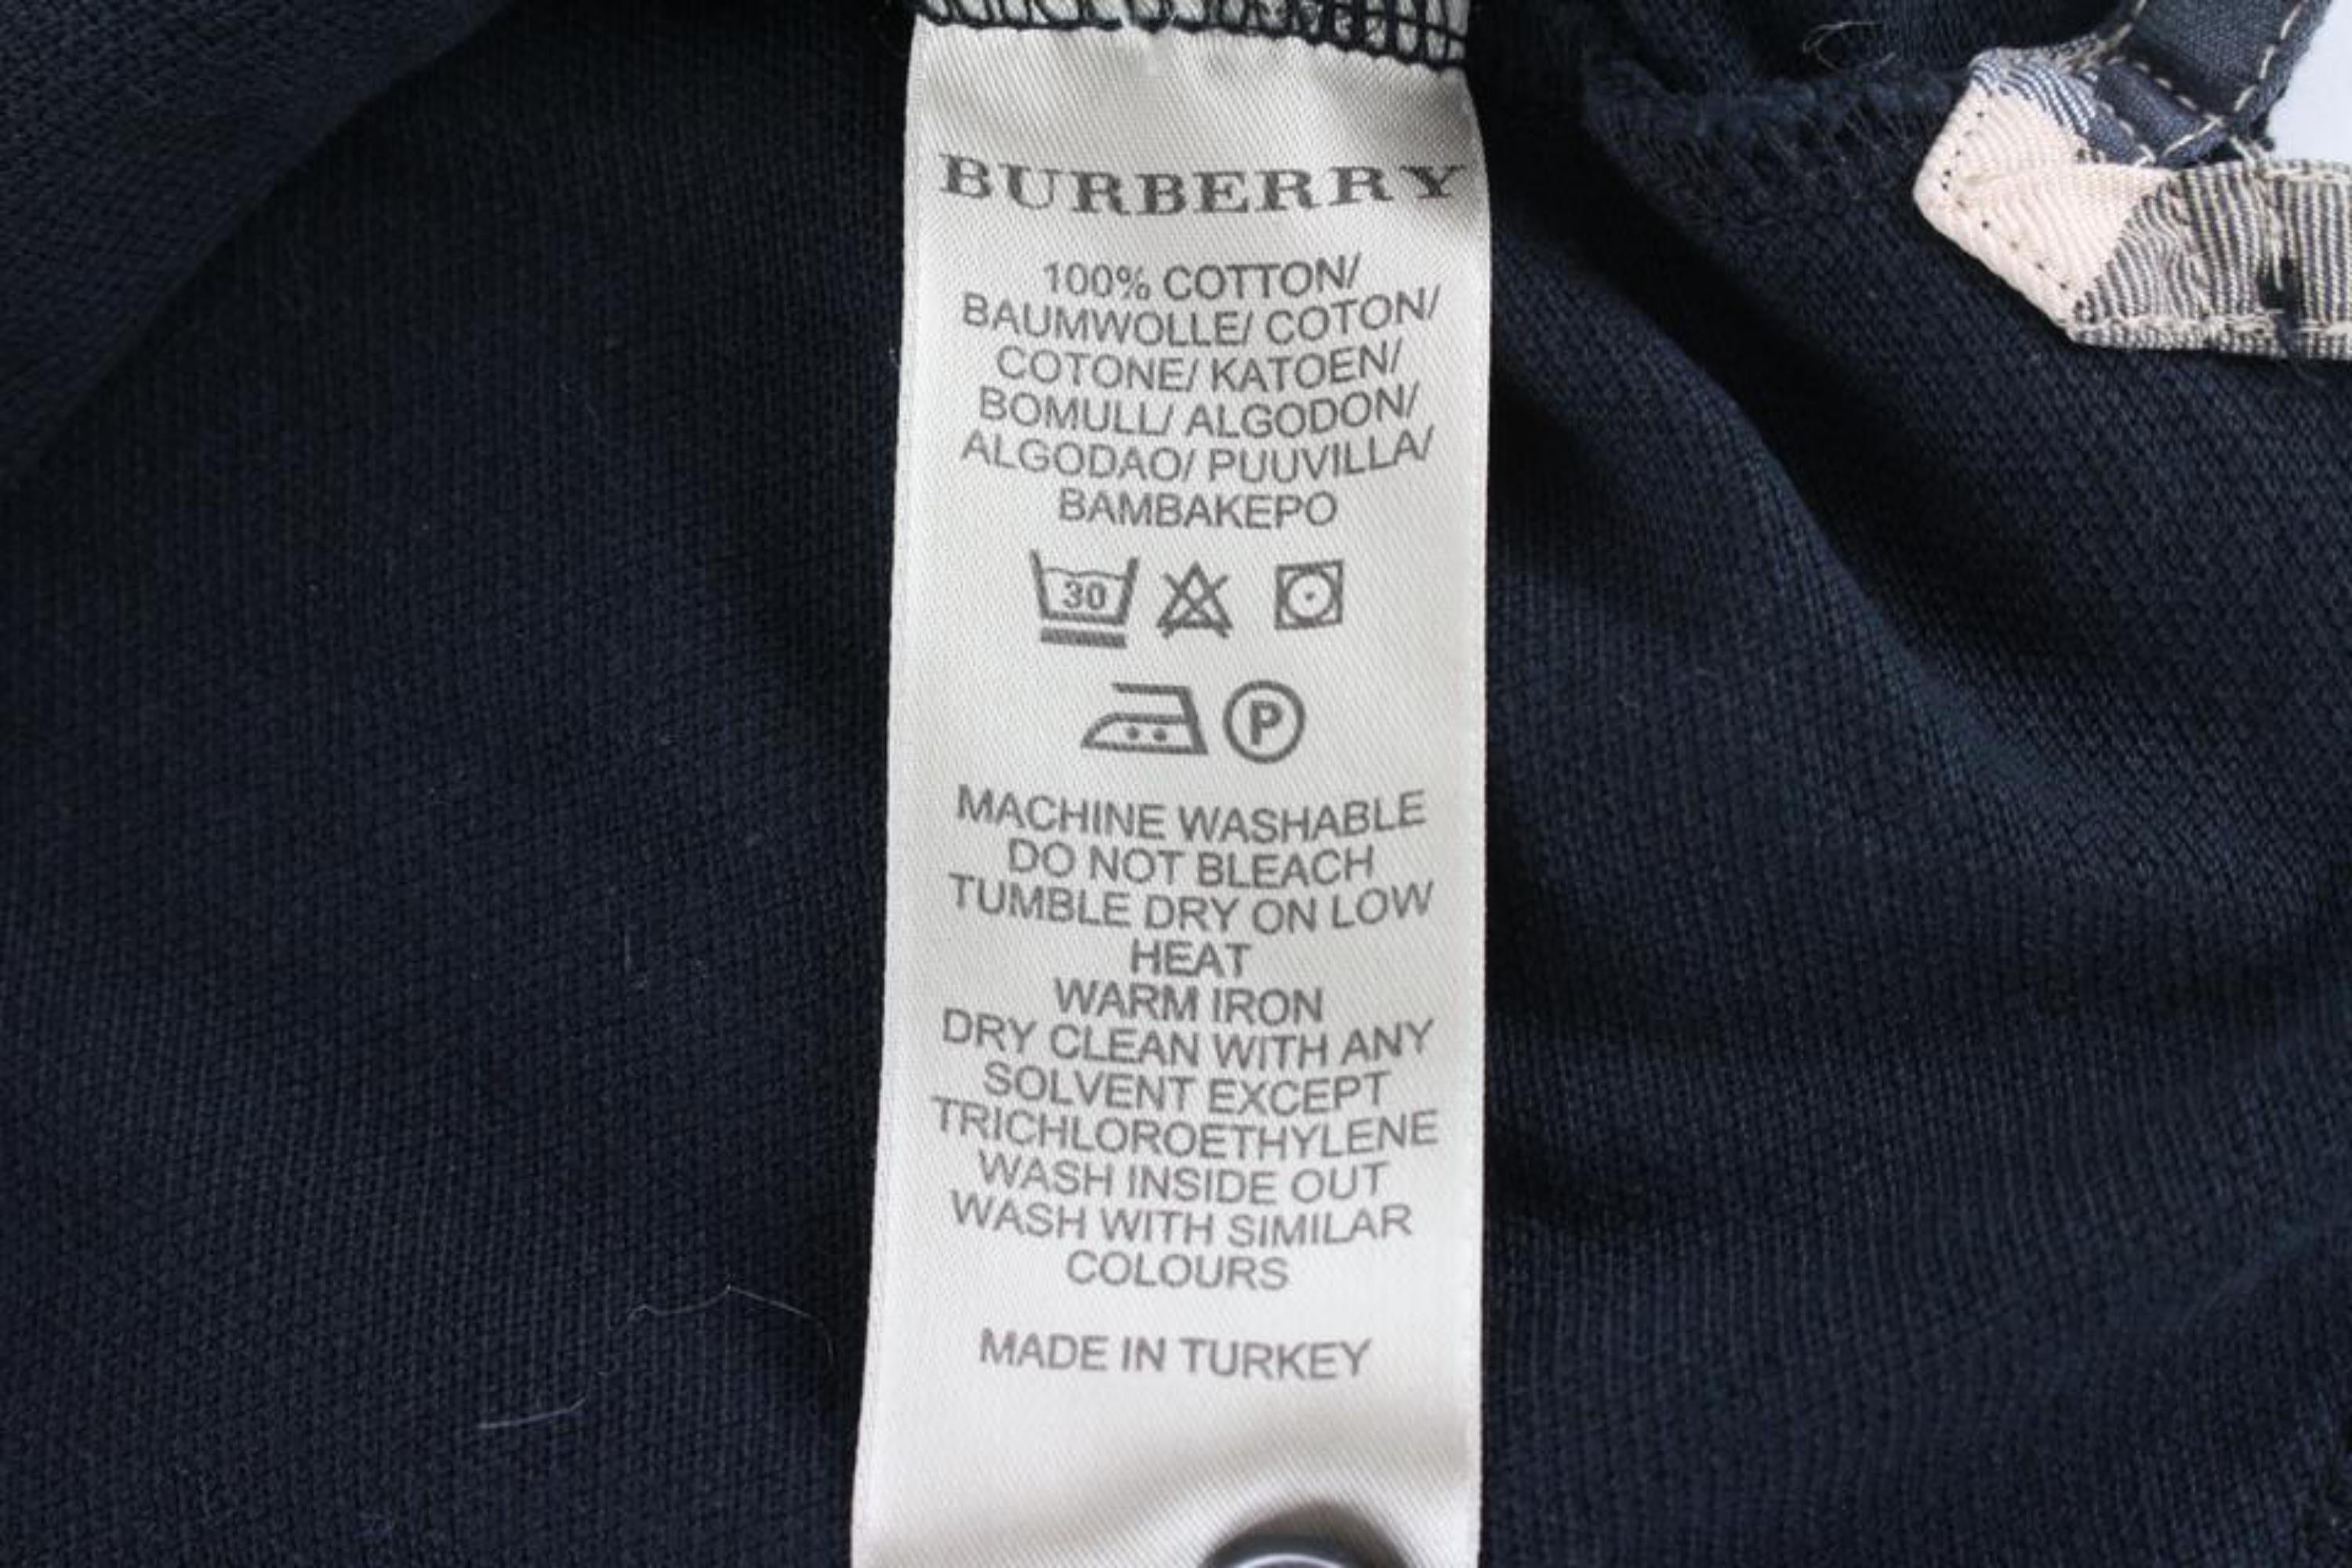 BURBERRY
100% COTTON/
BAUMWOLLE/ COTON/
COTONE/ KATOEN/
BOMULL/ ALGODON/
ALGODAO/ PUUVILLA/
BAMBAKEPO
30
P
MACHINE WASHABLE
DO NOT BLEACH
TUMBLE DRY ON LOW
HEAT
WARM IRON
DRY CLEAN WITH ANY
SOLVENT EXCEPT
TRICHLOROETHYLENE
WASH INSIDE OUT
WASH WITH SIMILAR
COLOURS
MADE IN TURKEY